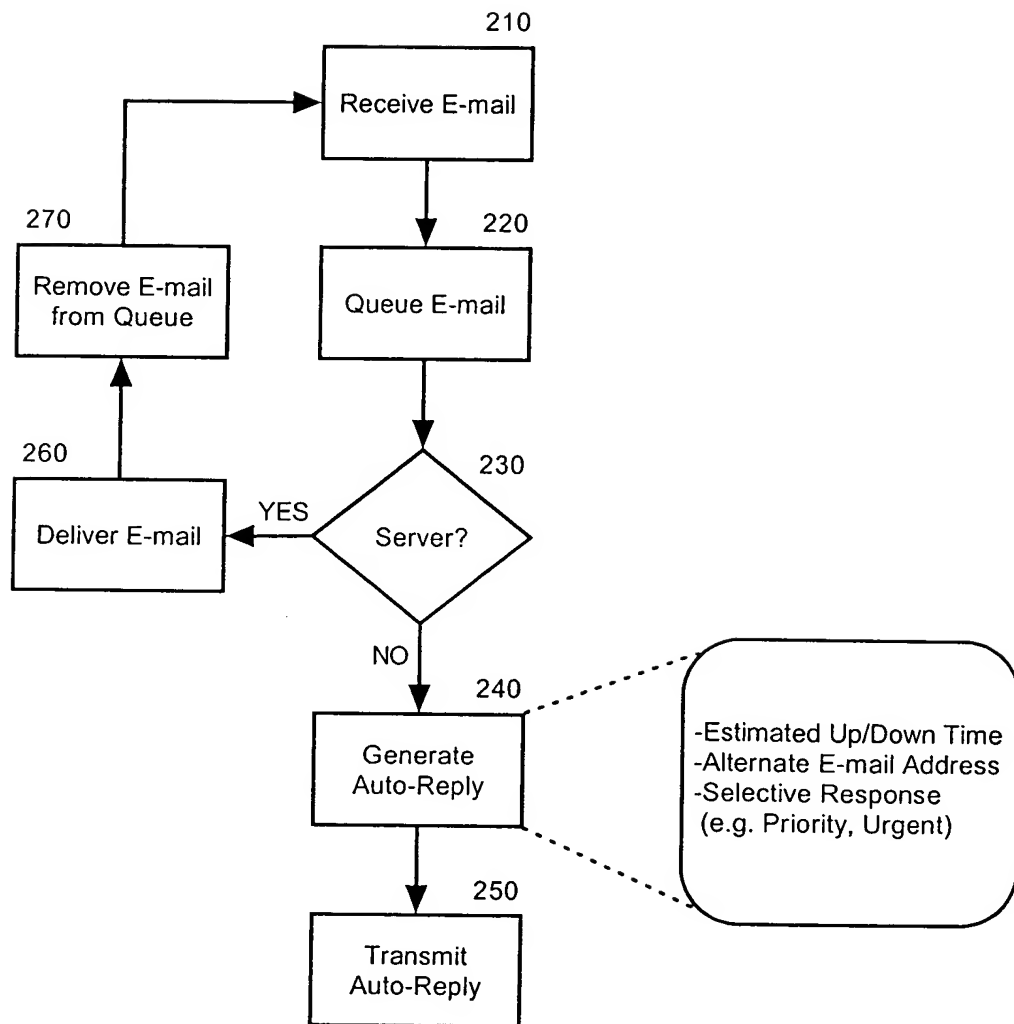 210
Receive E-mail
270
220
Remove E-mail
from Queue
Queue E-mail
260
230
YES
Deliver E-mail
Server?
NO
240
Generate
Auto-Reply
-Estimated Up/Down Time
-Alternate E-mail Address
-Selective Response
(e.g. Priority, Urgent)
250
Transmit
Auto-Reply